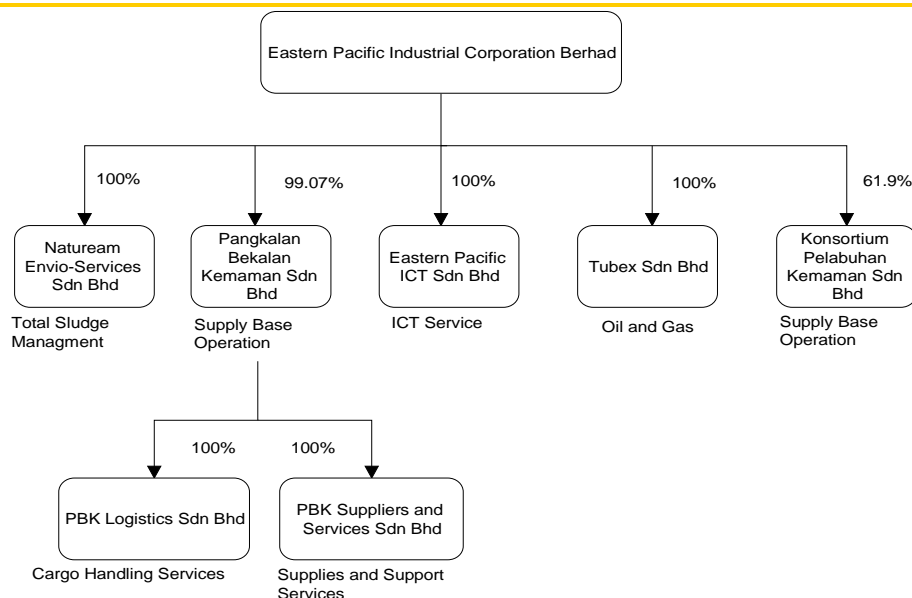 Eastern Pacific Industrial Corporation Berhad
100%
99.07%
100%
100%
61.9%
Natuream
Envio-Services
Sdn Bhd
Pangkalan
Bekalan
Kemaman Sdn
Bhd
Eastern Pacific
ICT Sdn Bhd
Tubex Sdn Bhd
Konsortium
Pelabuhan
Kemaman Sdn
Bhd
Total Sludge
Managment
Supply Base
Operation
ICT Service
Oil and Gas
Supply Base
Operation
100%
100%
PBK Logistics Sdn Bhd
PBK Suppliers and
Services Sdn Bhd
Cargo Handling Services
Supplies and Support
Services